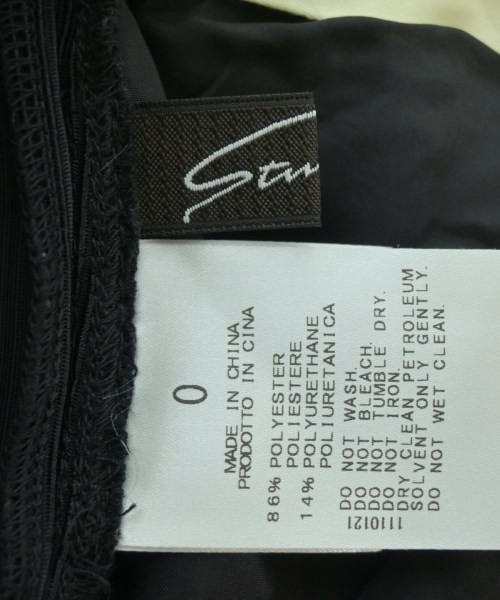 0
MADE IN CHINA
PRODOTTO IN CINA
86% POLYESTER
POLIESTERE
14% POLYURETHANE
POLIURETANICA
DO NOT WASH.
DO NOT BLEACH.
DO NOT TUMBLE DRY.
DO NOT IRON.
DRY CLEAN PETROLEUM
SOLVENT ONLY GENTLY.
DO NOT WET CLEAN.
1110121